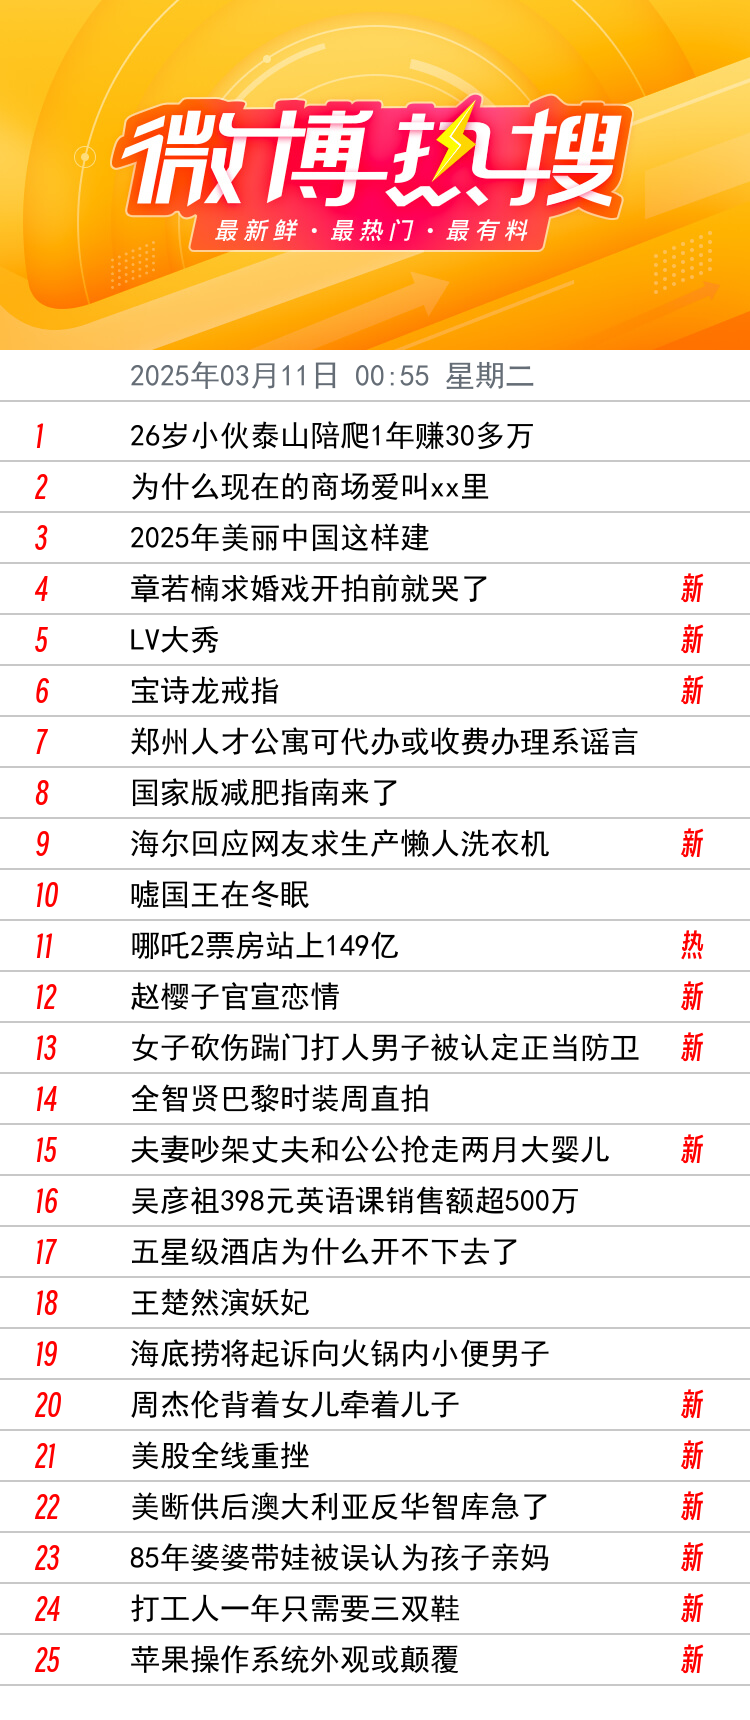 微博热搜
最新鲜·最热门·最有料
2025年03月11日 00:55 星期二
1 26岁小伙泰山陪爬1年赚30多万
2 为什么现在的商场爱叫xx里
3 2025年美丽中国这样建
4 章若楠求婚戏开拍前就哭了 新
5 LV大秀 新
6 宝诗龙戒指 新
7 郑州人才公寓可代办或收费办理系谣言
8 国家版减肥指南来了
9 海尔回应网友求生产懒人洗衣机 新
10 嘘国王在冬眠
11 哪吒2票房站上149亿 热
12 赵樱子官宣恋情 新
13 女子砍伤踹门打人男子被认定正当防卫 新
14 全智贤巴黎时装周直拍
15 夫妻吵架丈夫和公公抢走两月大婴儿 新
16 吴彦祖398元英语课销售额超500万
17 五星级酒店为什么开不下去了
18 王楚然演妖妃
19 海底捞将起诉向火锅内小便男子
20 周杰伦背着女儿牵着儿子 新
21 美股全线重挫 新
22 美断供后澳大利亚反华智库急了 新
23 85年婆婆带娃被误认为孩子亲妈 新
24 打工人一年只需要三双鞋 新
25 苹果操作系统外观或颠覆 新